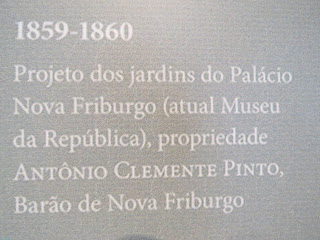 1859-1860
Projeto dos jardins do Palácio
Nova Friburgo (atual Museu
da República), propriedade
ANTÔNIO CLEMENTE PINTO,
Barão de Nova Friburgo